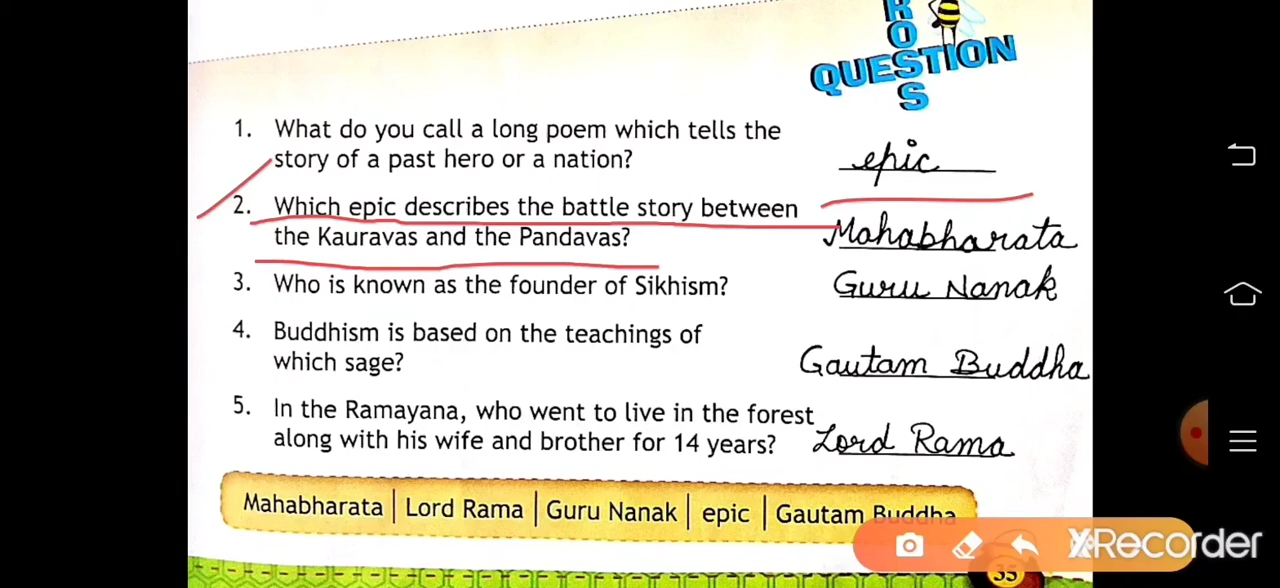 ROSS
QUESTION
1. What do you call a long poem which tells the
story of a past hero or a nation?
epic
2. Which epic describes the battle story between
the Kauravas and the Pandavas?
Mahabharata
3. Who is known as the founder of Sikhism?
Guru Nanak
4. Buddhism is based on the teachings of
which sage?
Gautam Buddha
5. In the Ramayana, who went to live in the forest
along with his wife and brother for 14 years?
Lord Rama
Mahabharata | Lord Rama | Guru Nanak | epic | Gautam Buddha
XRecorder
35